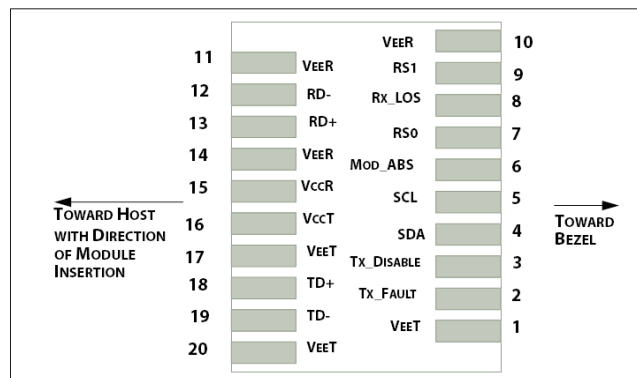 VEER 10
11 VEER
RS1 9
12 RD-
RX_LOS 8
13 RD+
RS0 7
14 VEER
MOD_ABS 6
15 VCCR
SCL 5
16 VCCT
SDA 4
17 VEET
TX_DISABLE 3
18 TD+
TX_FAULT 2
19 TD-
VEET 1
20 VEET
TOWARD HOST
WITH DIRECTION
OF MODULE
INSERTION
TOWARD
BEZEL